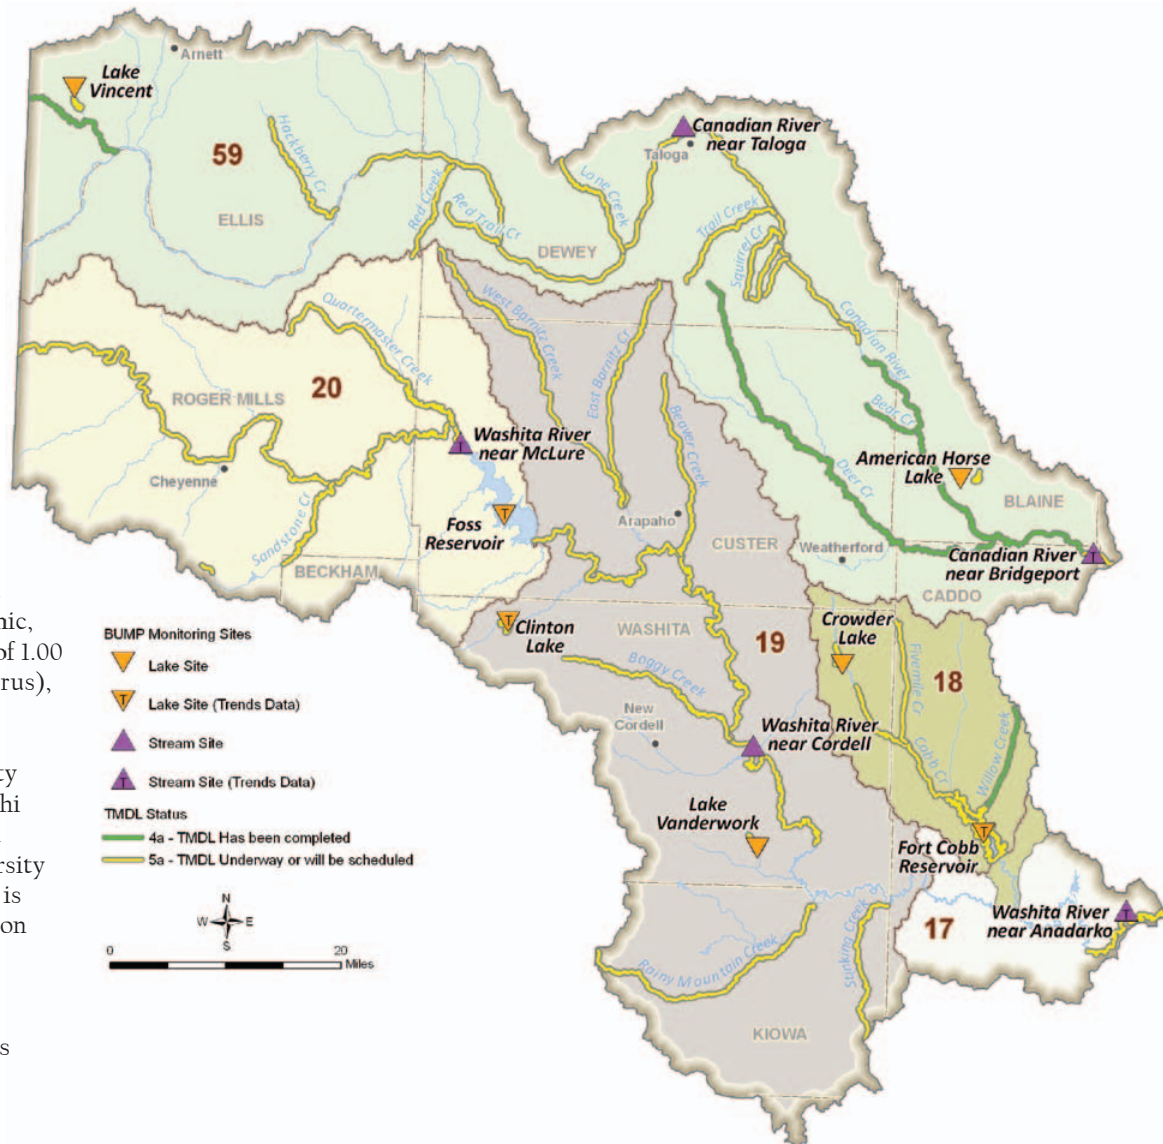 Arnett
Lake
Vincent
Hackberry Cr
59
ELLIS
Red Creek
Red Trail Cr
Lone Creek
DEWEY
Canadian River
near Taloga
Taloga
Trail Creek
Squirrel Cr
Canadian River
Quartermaster Creek
West Barnitz Creek
East Barnitz Cr
Beaver Creek
20
ROGER MILLS
Cheyenne
Sandstone Cr
BECKHAM
Washita River
near McLure
Foss
Reservoir
Arapaho
CUSTER
Bear Cr
Deer Cr
American Horse
Lake
BLAINE
Weatherford
Canadian River
near Bridgeport
CADDO
Clinton
Lake
WASHITA
19
Boggy Creek
New
Cordell
Washita River
near Cordell
Crowder
Lake
Fivemile Cr
18
Cobb Cr
Willow Creek
Lake
Vanderwork
Fort Cobb
Reservoir
17
Washita River
near Anadarko
Rainy Mountain Creek
Stinking Creek
KIOWA
nic,
of 1.00
rus),
ty
hi
rsity
is
on
s
BUMP Monitoring Sites
Lake Site
T Lake Site (Trends Data)
Stream Site
T Stream Site (Trends Data)
TMDL Status
4a - TMDL Has been completed
5a - TMDL Underway or will be scheduled
N
W E
S
0 20
Miles